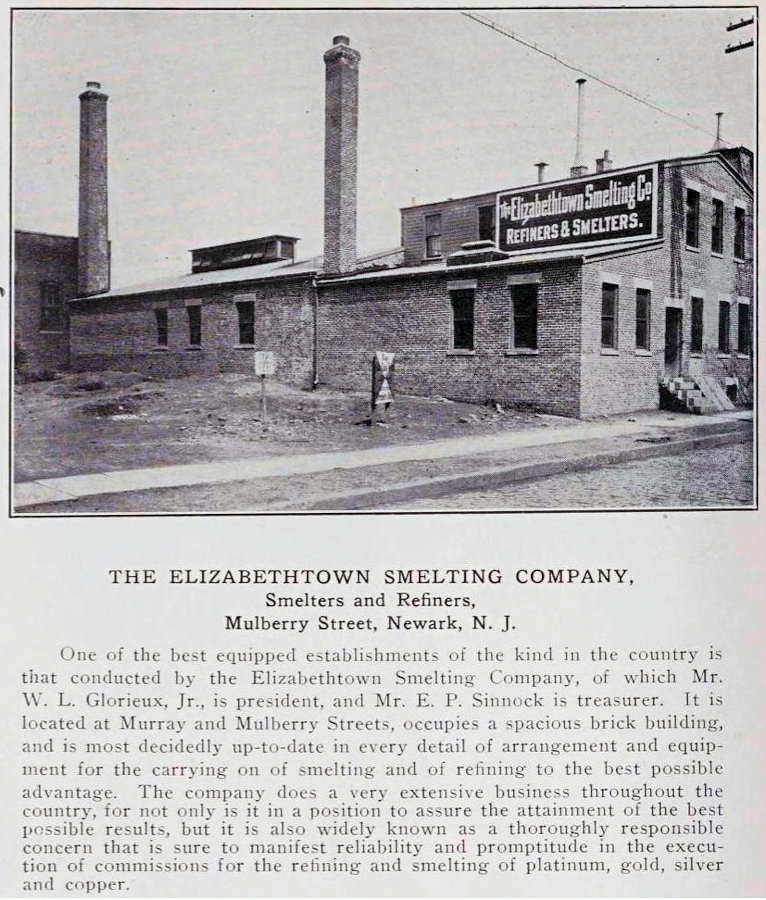 The Elizabethtown Smelting Co.
REFINERS & SMELTERS.
THE ELIZABETHTOWN SMELTING COMPANY,
Smelters and Refiners,
Mulberry Street, Newark, N. J.
One of the best equipped establishments of the kind in the country is
that conducted by the Elizabethtown Smelting Company, of which Mr.
W. L. Glorieux, Jr., is president, and Mr. E. P. Sinnock is treasurer. It is
located at Murray and Mulberry Streets, occupies a spacious brick building,
and is most decidedly up-to-date in every detail of arrangement and equip-
ment for the carrying on of smelting and of refining to the best possible
advantage. The company does a very extensive business throughout the
country, for not only is it in a position to assure the attainment of the best
possible results, but it is also widely known as a thoroughly responsible
concern that is sure to manifest reliability and promptitude in the execu-
tion of commissions for the refining and smelting of platinum, gold, silver
and copper.